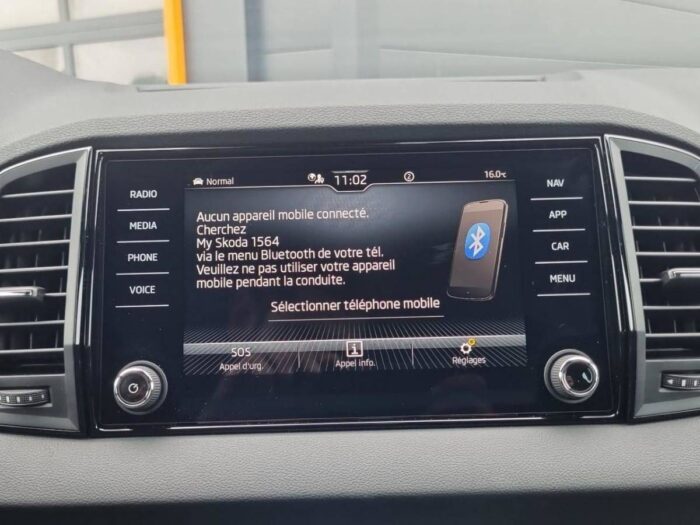 Normal
11:02
2
16.0°C
RADIO
MEDIA
PHONE
VOICE
Aucun appareil mobile connecté.
Cherchez
My Skoda 1564
via le menu Bluetooth de votre tél.
Veuillez ne pas utiliser votre appareil
mobile pendant la conduite.
Sélectionner téléphone mobile
SOS
Appel d'urg.
Appel info.
Réglages
NAV
APP
CAR
MENU